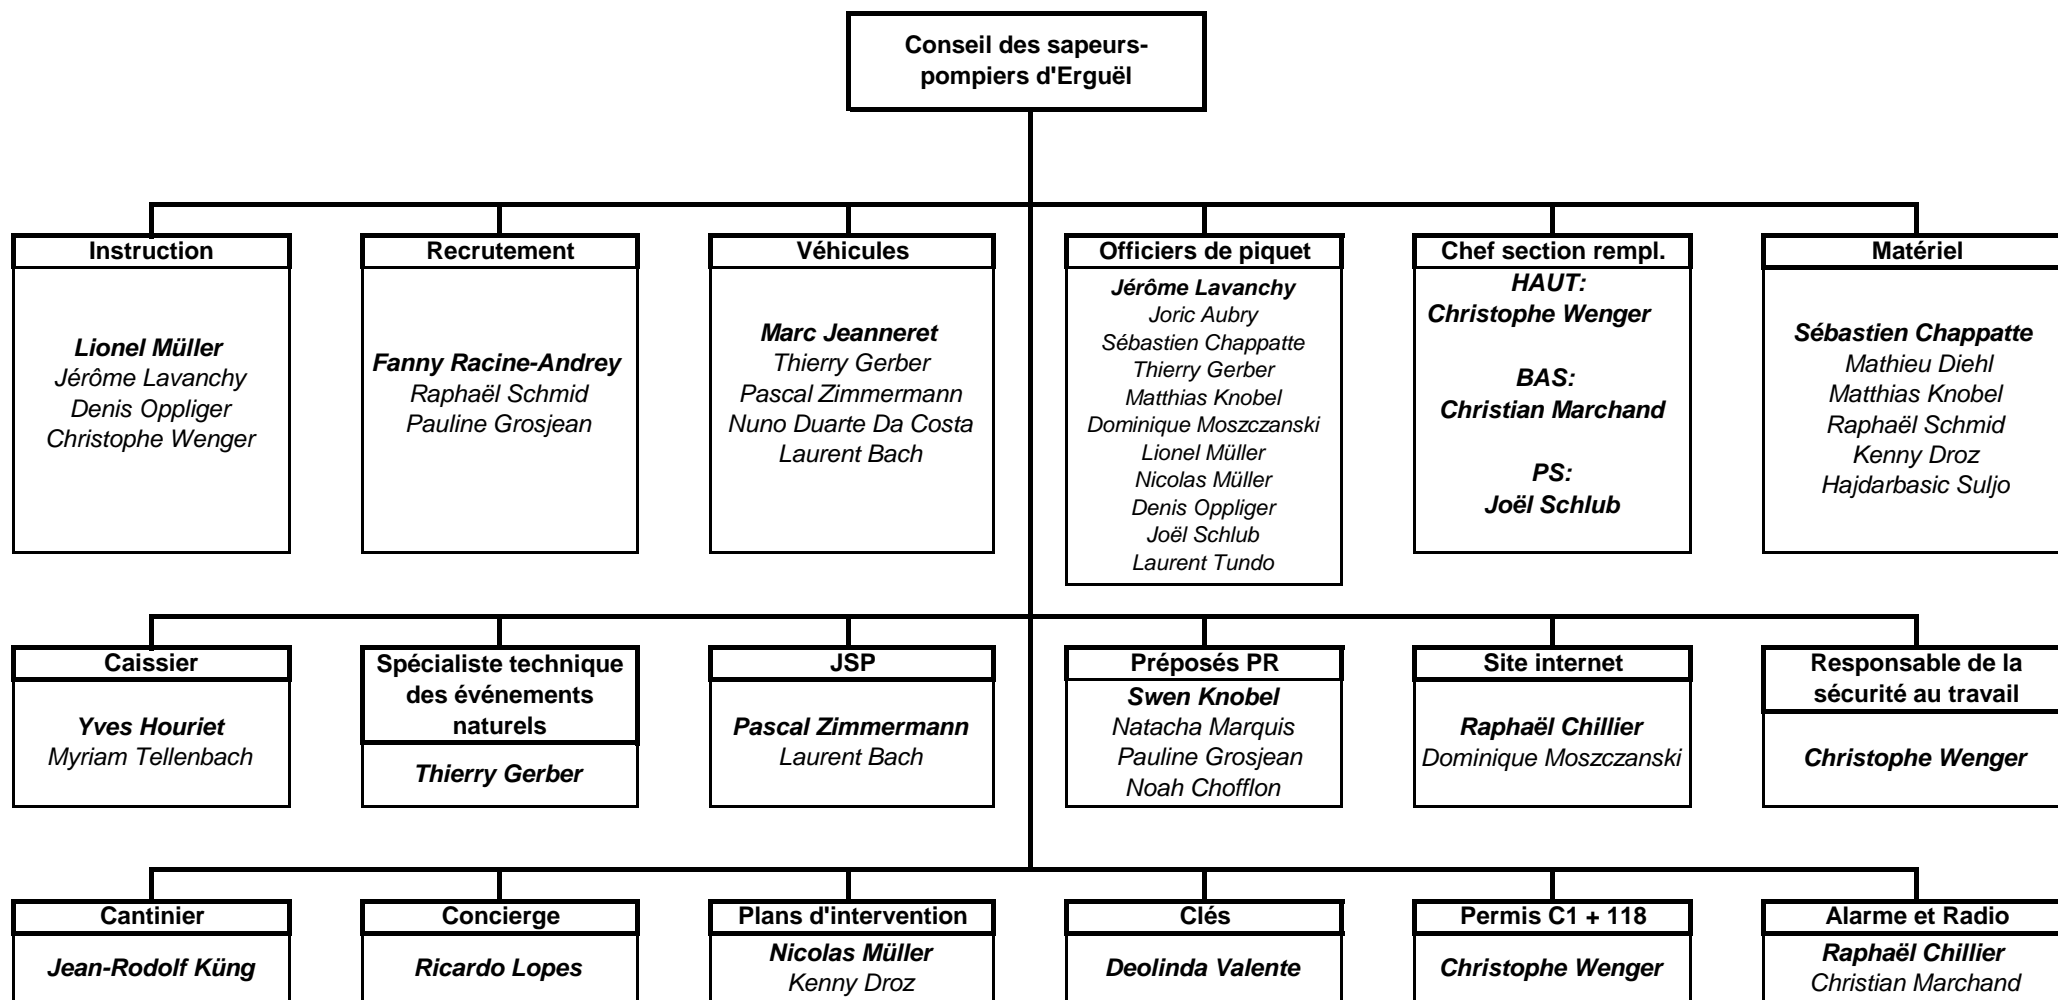 Conseil des sapeurs-
pompiers d'Erguël
Instruction
Lionel Müller
Jérôme Lavanchy
Denis Oppliger
Christophe Wenger
Recrutement
Fanny Racine-Andrey
Raphaël Schmid
Pauline Grosjean
Véhicules
Marc Jeanneret
Thierry Gerber
Pascal Zimmermann
Nuno Duarte Da Costa
Laurent Bach
Officiers de piquet
Jérôme Lavanchy
Joric Aubry
Sébastien Chappatte
Thierry Gerber
Matthias Knobel
Dominique Moszczanski
Lionel Müller
Nicolas Müller
Denis Oppliger
Joël Schlub
Laurent Tundo
Chef section rempl.
HAUT:
Christophe Wenger
BAS:
Christian Marchand
PS:
Joël Schlub
Matériel
Sébastien Chappatte
Mathieu Diehl
Matthias Knobel
Raphaël Schmid
Kenny Droz
Hajdarbasic Suljo
Caissier
Yves Houriet
Myriam Tellenbach
Spécialiste technique
des événements
naturels
Thierry Gerber
JSP
Pascal Zimmermann
Laurent Bach
Préposés PR
Swen Knobel
Natacha Marquis
Pauline Grosjean
Noah Chofflon
Site internet
Raphaël Chillier
Dominique Moszczanski
Responsable de la
sécurité au travail
Christophe Wenger
Cantinier
Jean-Rodolf Küng
Concierge
Ricardo Lopes
Plans d'intervention
Nicolas Müller
Kenny Droz
Clés
Deolinda Valente
Permis C1 + 118
Christophe Wenger
Alarme et Radio
Raphaël Chillier
Christian Marchand